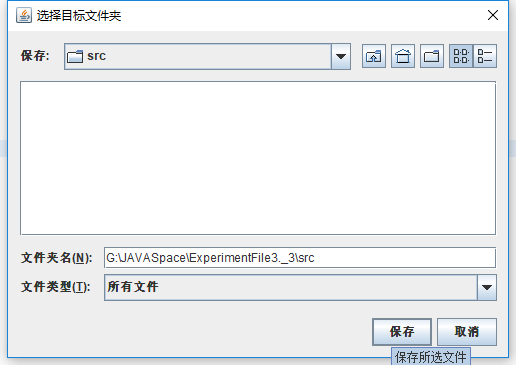 选择目标文件夹
保存:
src
文件夹名(N):
G:\JAVASpace\ExperimentFile3._3\src
文件类型(T):
所有文件
保存
取消
保存所选文件